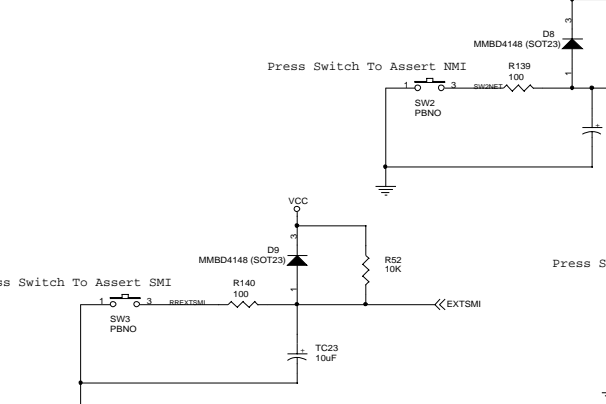 3
D8
MMBD4148 (SOT23)
1
Press Switch To Assert NMI
R139
100
1
3
SW2NET
SW2
PBNO
+
VCC
3
D9
MMBD4148 (SOT23)
1
R52
10K
Press S
ss Switch To Assert SMI
R140
100
1
3
RREXTSMI
EXTSMI
SW3
PBNO
+
TC23
10uF